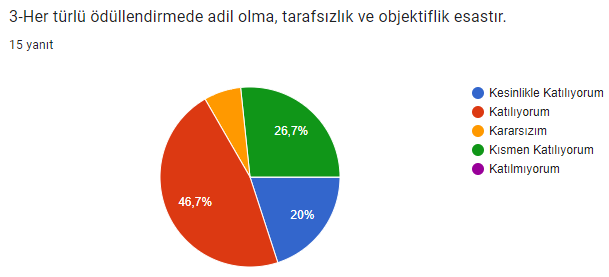 3-Her türlü ödüllendirmede adil olma, tarafsızlık ve objektiflik esastır.
15 yanıt
Kesinlikle Katılıyorum
Katılıyorum
Kararsızım
Kısmen Katılıyorum
Katılmıyorum
26,7%
46,7%
20%